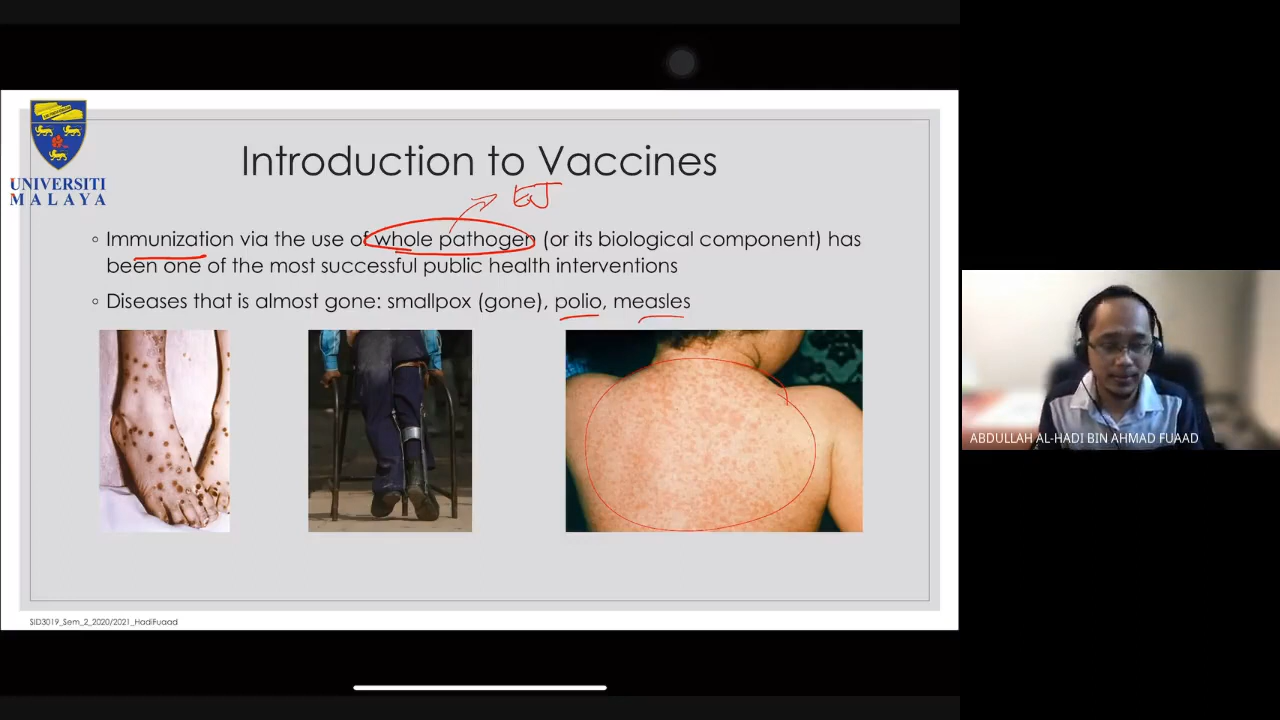 UNIVERSITI
MALAYA
Introduction to Vaccines
EJ
◦ Immunization via the use of whole pathogen (or its biological component) has
been one of the most successful public health interventions
◦ Diseases that is almost gone: smallpox (gone), polio, measles
SID3019_Sem_2_2020/2021_HadiFuaad
ABDULLAH AL-HADI BIN AHMAD FUAAD